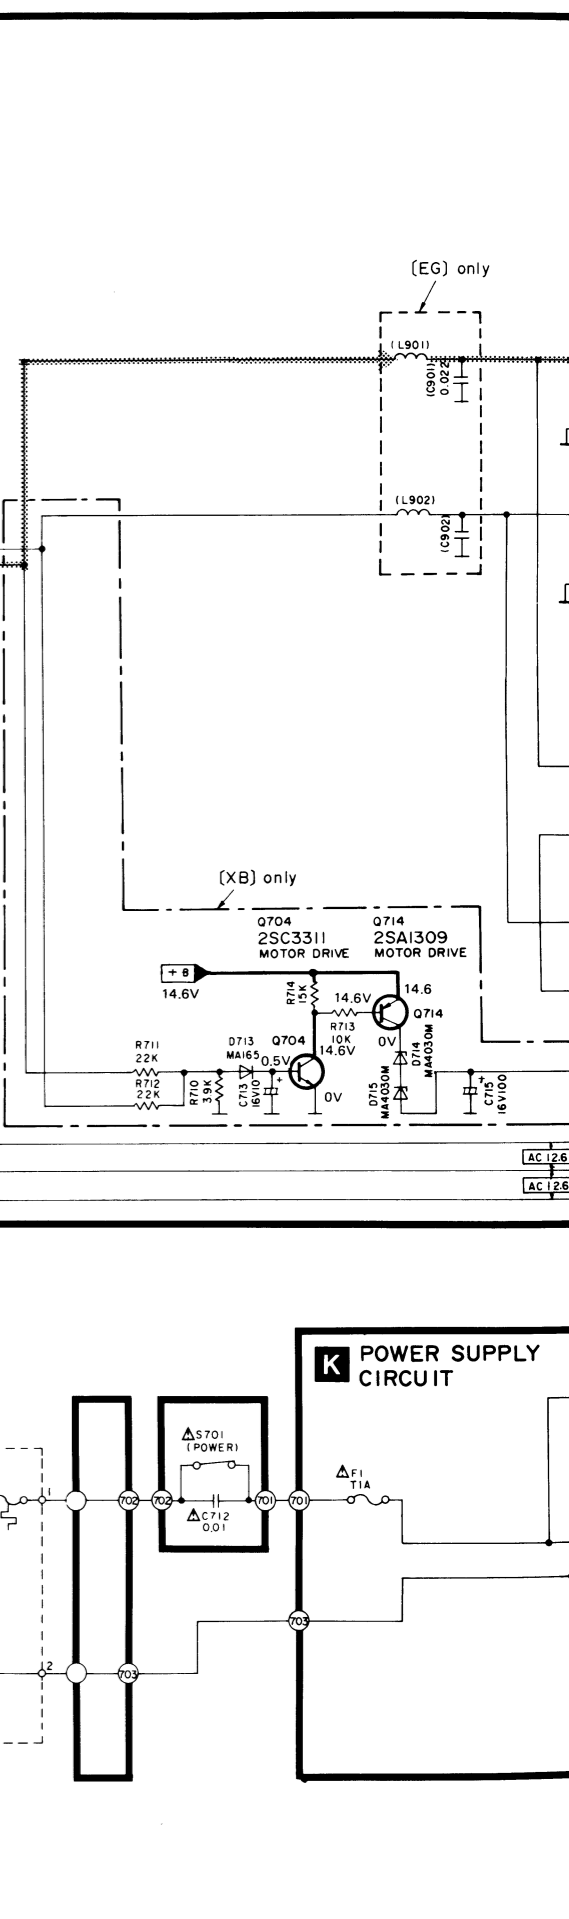 [EG] only
(L901)
(C901)
0.022
(L902)
(C902)
[XB] only
Q704
2SC3311
MOTOR DRIVE
Q714
2SA1309
MOTOR DRIVE
+B
14.6V
R714
15K
14.6V
14.6
R713
10K
Q714
0V
D714
MA4030M
D715
MA4030M
R711
22K
R712
22K
R710
3.9K
D713
MA165
0.5V
C713
16V10
+
Q704
14.6V
0V
+
C715
16V100
AC 12.6
AC 12.6
K
POWER SUPPLY
CIRCUIT
S701
(POWER)
F1
T1A
1
702
702
701
701
C712
0.01
703
2
703